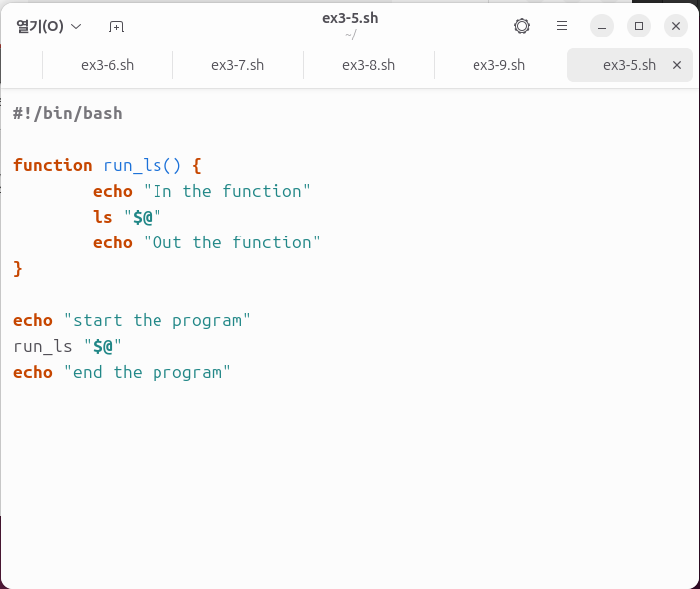 열기(O)
ex3-5.sh
~/
ex3-6.sh
ex3-7.sh
ex3-8.sh
ex3-9.sh
ex3-5.sh
#!/bin/bash
function run_ls() {
        echo "In the function"
        ls "$@"
        echo "Out the function"
}
echo "start the program"
run_ls "$@"
echo "end the program"